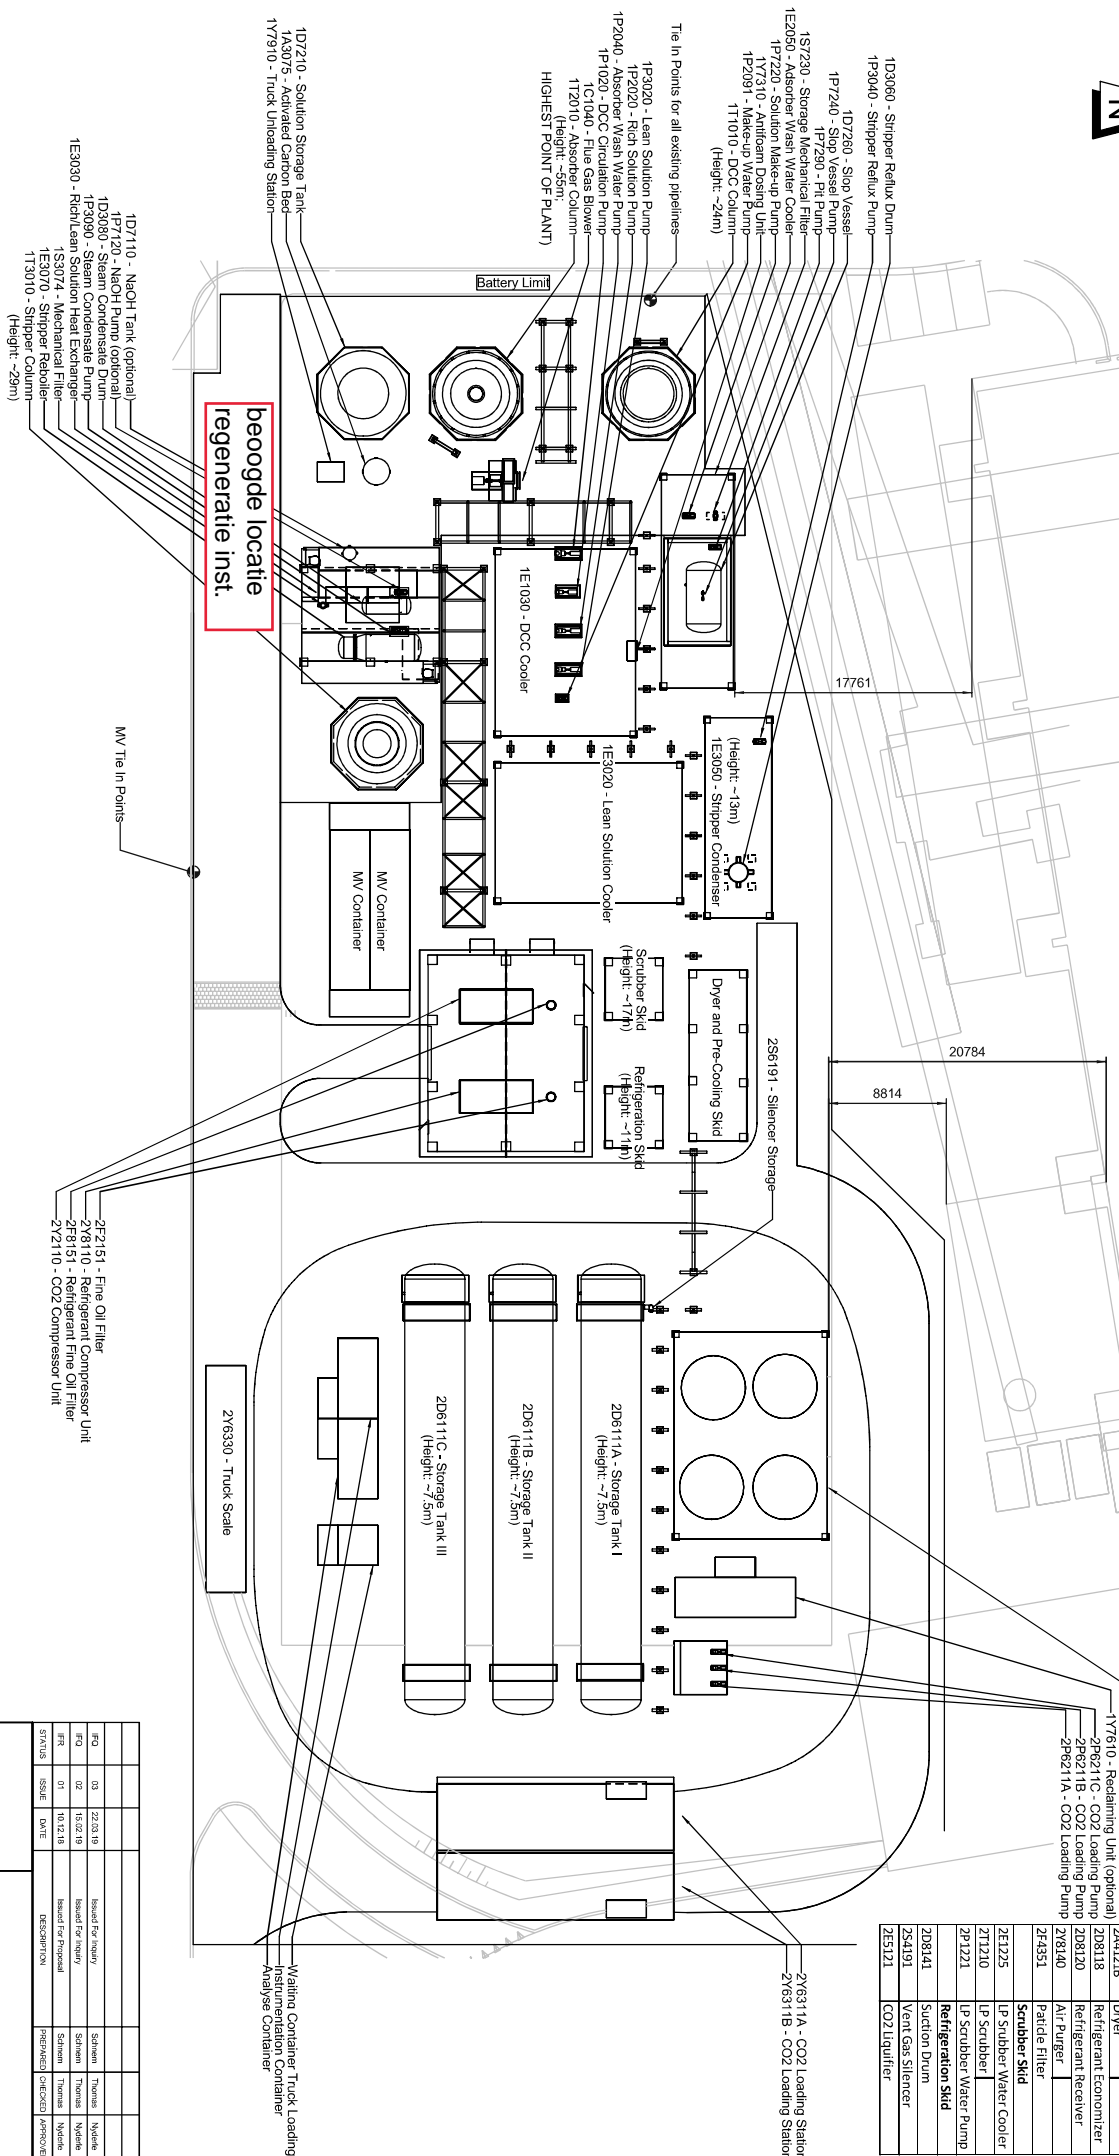 N
1D3060 - Stripper Reflux Drum
1P3040 - Stripper Reflux Pump
1D7260 - Slop Vessel
1P7240 - Slop Vessel Pump
1P7290 - Pit Pump
1S7230 - Storage Mechanical Filter
1E2050 - Adsorber Wash Water Cooler
1P7220 - Solution Make-up Pump
1Y7310 - Antifoam Dosing Unit
1P2091 - Make-up Water Pump
1T1010 - DCC Column
(Height: ~24m)
Tie In Points for all existing pipelines
1P3020 - Lean Solution Pump
1P2020 - Rich Solution Pump
1P2040 - Absorber Wash Water Pump
1P1020 - DCC Circulation Pump
1C1040 - Flue Gas Blower
1T2010 - Absorber Column
(Height: ~55m;
HIGHEST POINT OF PLANT)
1D7210 - Solution Storage Tank
1A3075 - Activated Carbon Bed
1Y7910 - Truck Unloading Station
1D7110 - NaOH Tank (optional)
1P7120 - NaOH Pump (optional)
1D3080 - Steam Condensate Drum
1P3090 - Steam Condensate Pump
1E3030 - Rich/Lean Solution Heat Exchanger
1S3074 - Mechanical Filter
1E3070 - Stripper Reboiler
1T3010 - Stripper Column
(Height: ~29m)
Battery Limit
beoogde locatie
regeneratie inst.
1E1030 - DCC Cooler
17761
1E3050 - Stripper Condenser
(Height: ~13m)
1E3020 - Lean Solution Cooler
MV Tie In Points
MV Container
MV Container
Scrubber Skid
(Height: ~17m)
Dryer and Pre-Cooling Skid
Refrigeration Skid
(Height: ~11m)
2S6191 - Silencer Storage
20784
8814
2F2151 - Fine Oil Filter
2Y8110 - Refrigerant Compressor Unit
2F8151 - Refrigerant Fine Oil Filter
2Y2110 - CO2 Compressor Unit
2D6111A - Storage Tank I
(Height: ~7.5m)
2D6111B - Storage Tank II
(Height: ~7.5m)
2D6111C - Storage Tank III
(Height: ~7.5m)
2Y6330 - Truck Scale
1Y7610 - Reclaiming Unit (optional)
2P6211C - CO2 Loading Pump
2P6211B - CO2 Loading Pump
2P6211A - CO2 Loading Pump
2Y6311A - CO2 Loading Station
2Y6311B - CO2 Loading Station
Waiting Container Truck Loading
Instrumentation Container
Analyse Container
2A4121B Dryer
2D8118 Refrigerant Economizer
2D8120 Refrigerant Receiver
2Y8140 Air Purger
2F4351 Paticle Filter
Scrubber Skid
2E1225 LP Srubber Water Cooler
2T1210 LP Scrubber
2P1221 LP Scrubber Water Pump
Refrigeration Skid
2D8141 Suction Drum
2S4191 Vent Gas Silencer
2E5121 CO2 Liquifier
IFQ 03 22.03.19 Issued For Inquiry Schnem Thomas Nyderle
IFQ 02 15.02.19 Issued For Inquiry Schnem Thomas Nyderle
IFR 01 10.12.18 Issued For Proposal Schnem Thomas Nyderle
STATUS ISSUE DATE DESCRIPTION PREPARED CHECKED APPROVED